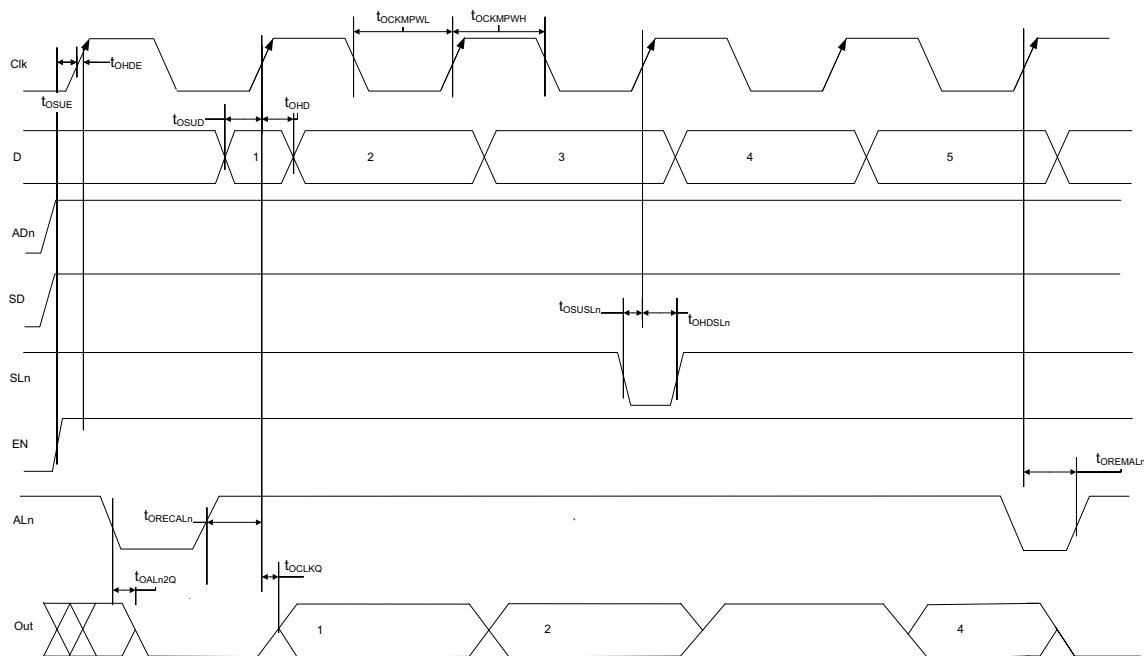 tOCKMPWL
tOCKMPWH
Clk
tOHDE
tOSUE
tOSUD
tOHD
D
1
2
3
4
5
ADn
SD
tOSUSLn
tOHDSLn
SLn
EN
tOREMALn
ALn
tORECALn
tOCLKQ
tOALn2Q
Out
1
2
4